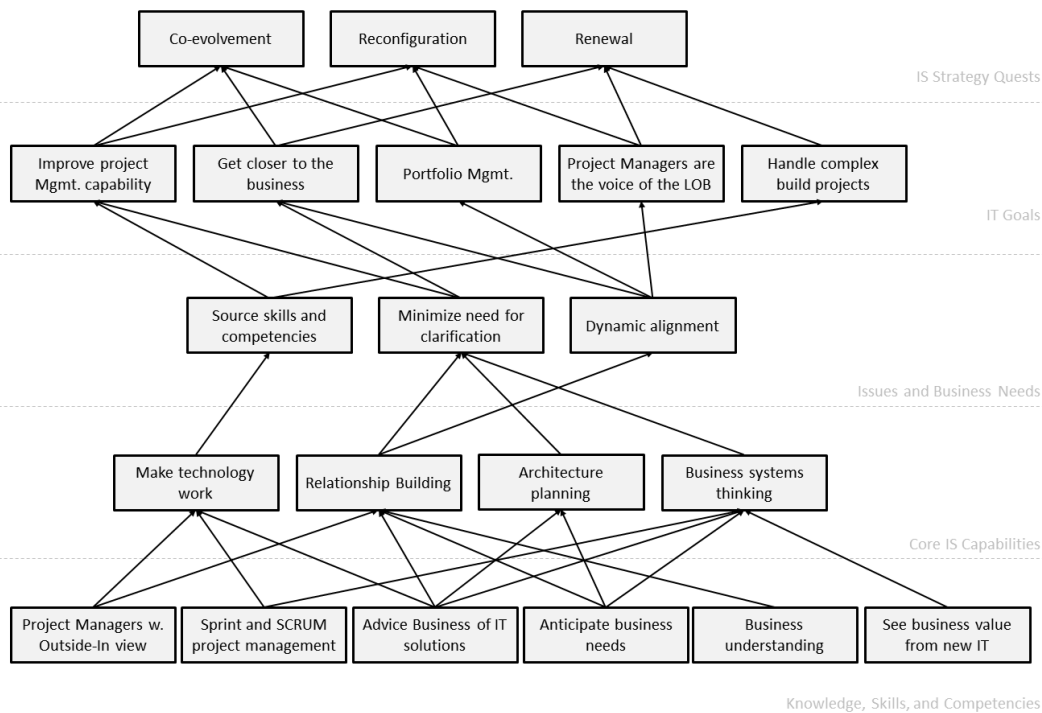 Co-evolvement
Reconfiguration
Renewal
IS Strategy Quests
Improve project
Mgmt. capability
Get closer to the
business
Portfolio Mgmt.
Project Managers are
the voice of the LOB
Handle complex
build projects
IT Goals
Source skills and
competencies
Minimize need for
clarification
Dynamic alignment
Issues and Business Needs
Make technology
work
Relationship Building
Architecture
planning
Business systems
thinking
Core IS Capabilities
Project Managers w.
Outside-In view
Sprint and SCRUM
project management
Advice Business of IT
solutions
Anticipate business
needs
Business
understanding
See business value
from new IT
Knowledge, Skills, and Competencies